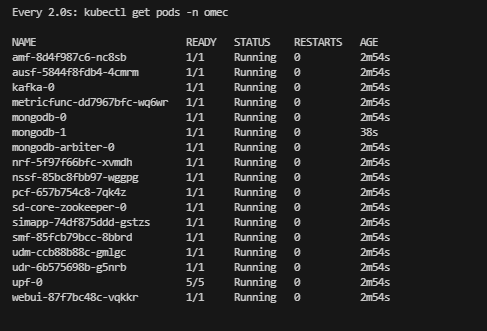 Every 2.0s: kubectl get pods -n omec
NAME READY STATUS RESTARTS AGE
amf-8d4f987c6-nc8sb 1/1 Running 0 2m54s
ausf-5844f8fdb4-4cmrm 1/1 Running 0 2m54s
kafka-0 1/1 Running 0 2m54s
metricfunc-dd7967bfc-wq6wr 1/1 Running 0 2m54s
mongodb-0 1/1 Running 0 2m54s
mongodb-1 1/1 Running 0 38s
mongodb-arbiter-0 1/1 Running 0 2m54s
nrf-5f97f66bfc-xvmdh 1/1 Running 0 2m54s
nssf-85bc8fbb97-wggpg 1/1 Running 0 2m54s
pcf-657b754c8-7qk4z 1/1 Running 0 2m54s
sd-core-zookeeper-0 1/1 Running 0 2m54s
simapp-74df875ddd-gstzs 1/1 Running 0 2m54s
smf-85fcb79bcc-8bbrd 1/1 Running 0 2m54s
udm-ccb88b88c-gmlgc 1/1 Running 0 2m54s
udr-6b575698b-g5nrb 1/1 Running 0 2m54s
upf-0 5/5 Running 0 2m54s
webui-87f7bc48c-vqkkr 1/1 Running 0 2m54s